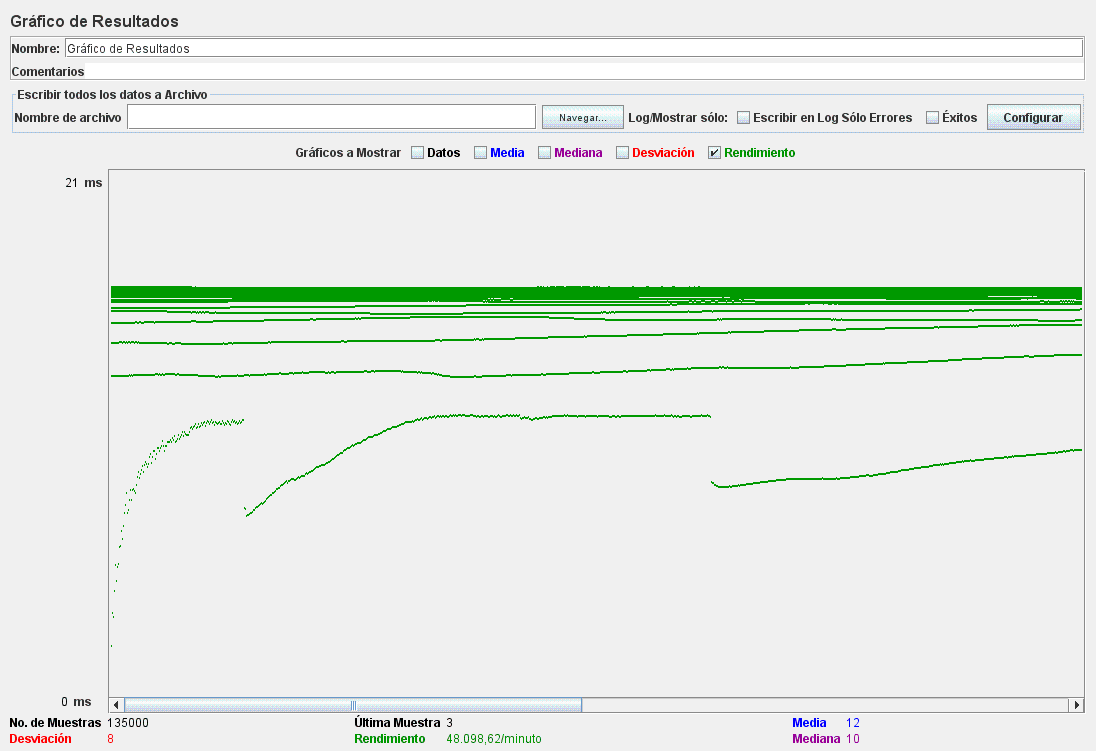 Gráfico de Resultados
Nombre: Gráfico de Resultados
Comentarios
Escribir todos los datos a Archivo
Nombre de archivo Navegar... Log/Mostrar sólo: Escribir en Log Sólo Errores Éxitos Configurar
Gráficos a Mostrar Datos Media Mediana Desviación Rendimiento
21 ms
0 ms
No. de Muestras 135000 Última Muestra 3 Media 12
Desviación 8 Rendimiento 48.098,62/minuto Mediana 10